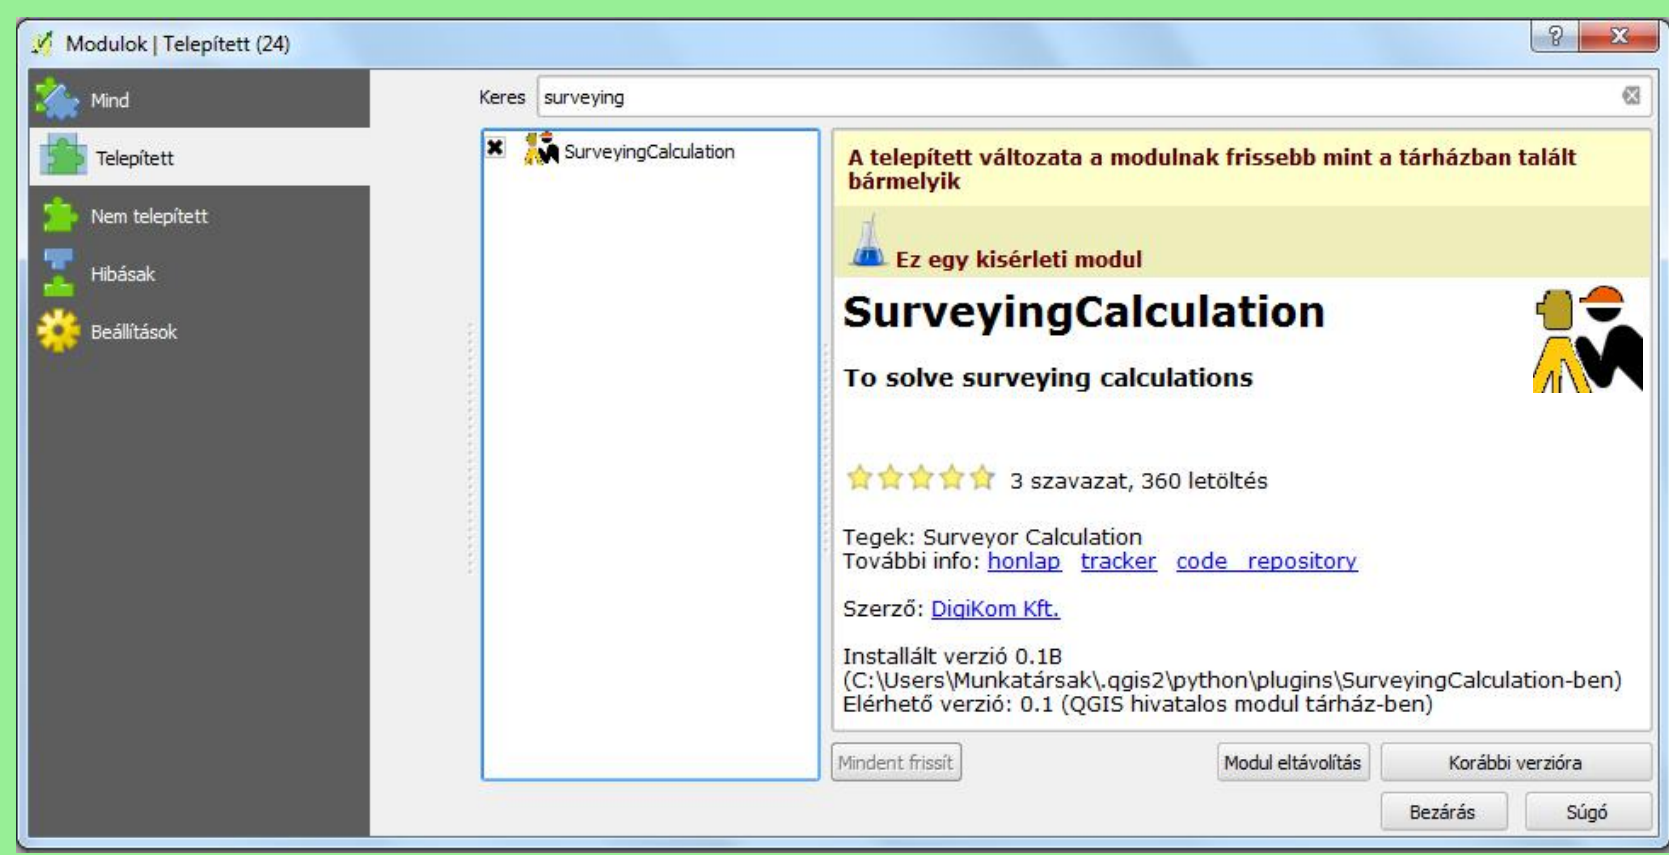 Modulok | Telepített (24)
Mind
Telepített
Nem telepített
Hibásak
Beállítások
Keres surveying
SurveyingCalculation
A telepített változata a modulnak frissebb mint a tárházban talált
bármelyik
Ez egy kisérleti modul
SurveyingCalculation
To solve surveying calculations
3 szavazat, 360 letöltés
Tegek: Surveyor Calculation
További info: honlap tracker code repository
Szerző: DigiKom Kft.
Installált verzió 0.1B
(C:\Users\Munkatársak\.qgis2\python\plugins\SurveyingCalculation-ben)
Elérhető verzió: 0.1 (QGIS hivatalos modul tárház-ben)
Mindent frissít Modul eltávolítás Korábbi verzióra
Bezárás Súgó